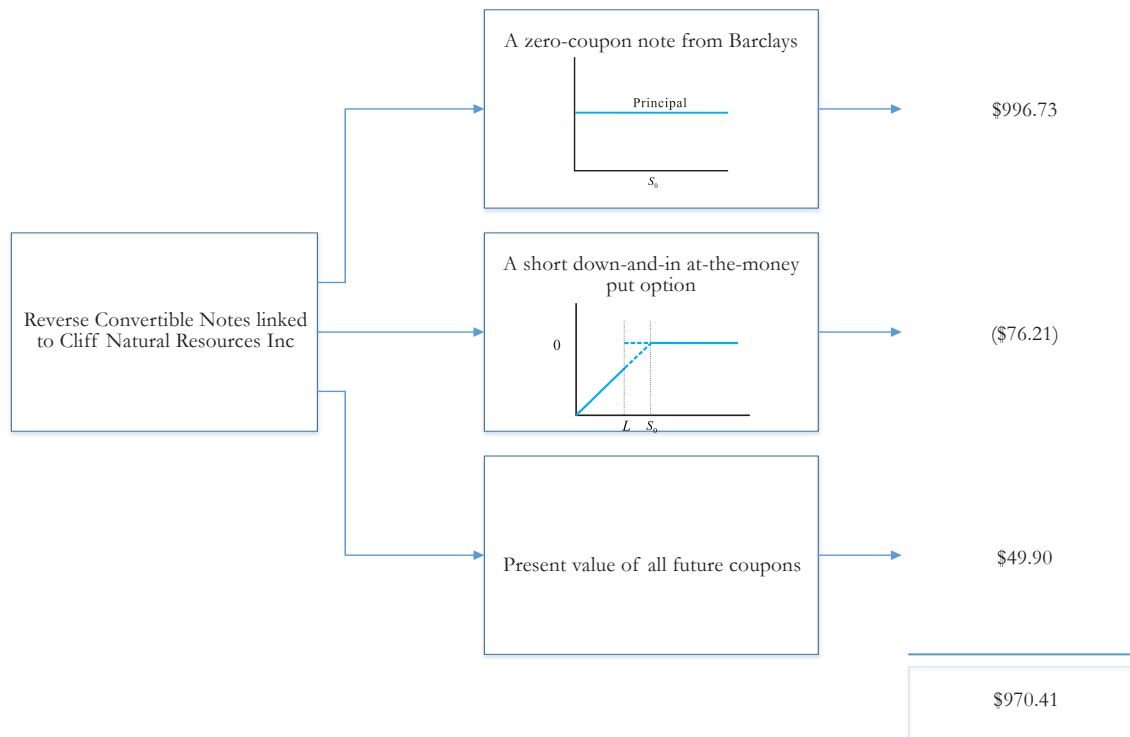 A zero-coupon note from Barclays
Principal
S₀
$996.73
Reverse Convertible Notes linked
to Cliff Natural Resources Inc
A short down-and-in at-the-money
put option
0
L S₀
($76.21)
Present value of all future coupons
$49.90
$970.41